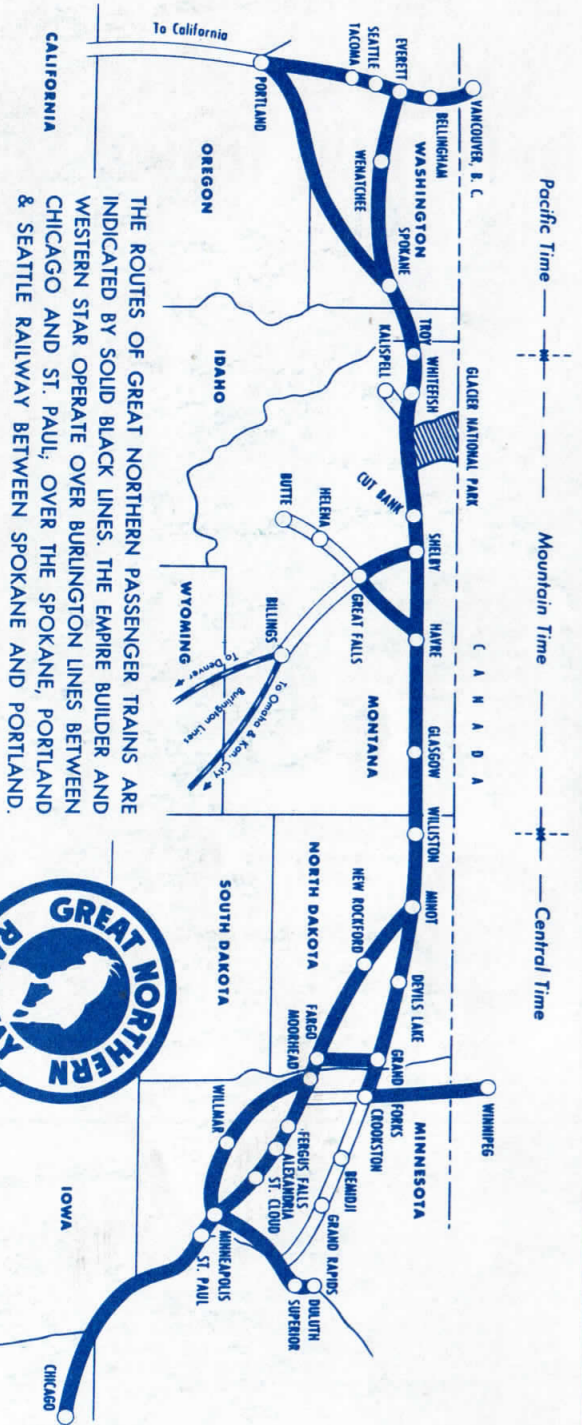 Pacific Time
Mountain Time
Central Time
VANCOUVER, B. C.
BELLINGHAM
EVERETT
SEATTLE
TACOMA
WASHINGTON
WENATCHEE
SPOKANE
PORTLAND
OREGON
To California
CALIFORNIA
TROY
WHITEFISH
KALISPELL
GLACIER NATIONAL PARK
IDAHO
CUT BANK
SHELBY
HAVRE
GREAT FALLS
HELENA
BUTTE
BILLINGS
WYOMING
To Denver
To Omaha & Kan. City
Burlington Lines
CANADA
MONTANA
GLASGOW
WILLISTON
MINOT
NEW ROCKFORD
DEVILS LAKE
NORTH DAKOTA
SOUTH DAKOTA
FARGO
MOORHEAD
GRAND FORKS
CROOKSTON
WINNIPEG
MINNESOTA
BEMIDJI
GRAND RAPIDS
FERGUS FALLS
ALEXANDRIA
ST. CLOUD
WILLMAR
MINNEAPOLIS
ST. PAUL
DULUTH
SUPERIOR
IOWA
CHICAGO
THE ROUTES OF GREAT NORTHERN PASSENGER TRAINS ARE
INDICATED BY SOLID BLACK LINES. THE EMPIRE BUILDER AND
WESTERN STAR OPERATE OVER BURLINGTON LINES BETWEEN
CHICAGO AND ST. PAUL; OVER THE SPOKANE, PORTLAND
& SEATTLE RAILWAY BETWEEN SPOKANE AND PORTLAND.
GREAT NORTHERN